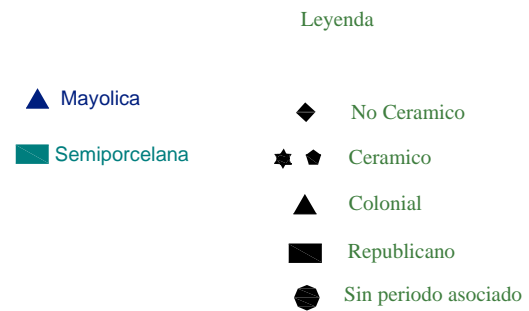 Leyenda
Mayolica
Semiporcelana
No Ceramico
Ceramico
Colonial
Republicano
Sin periodo asociado